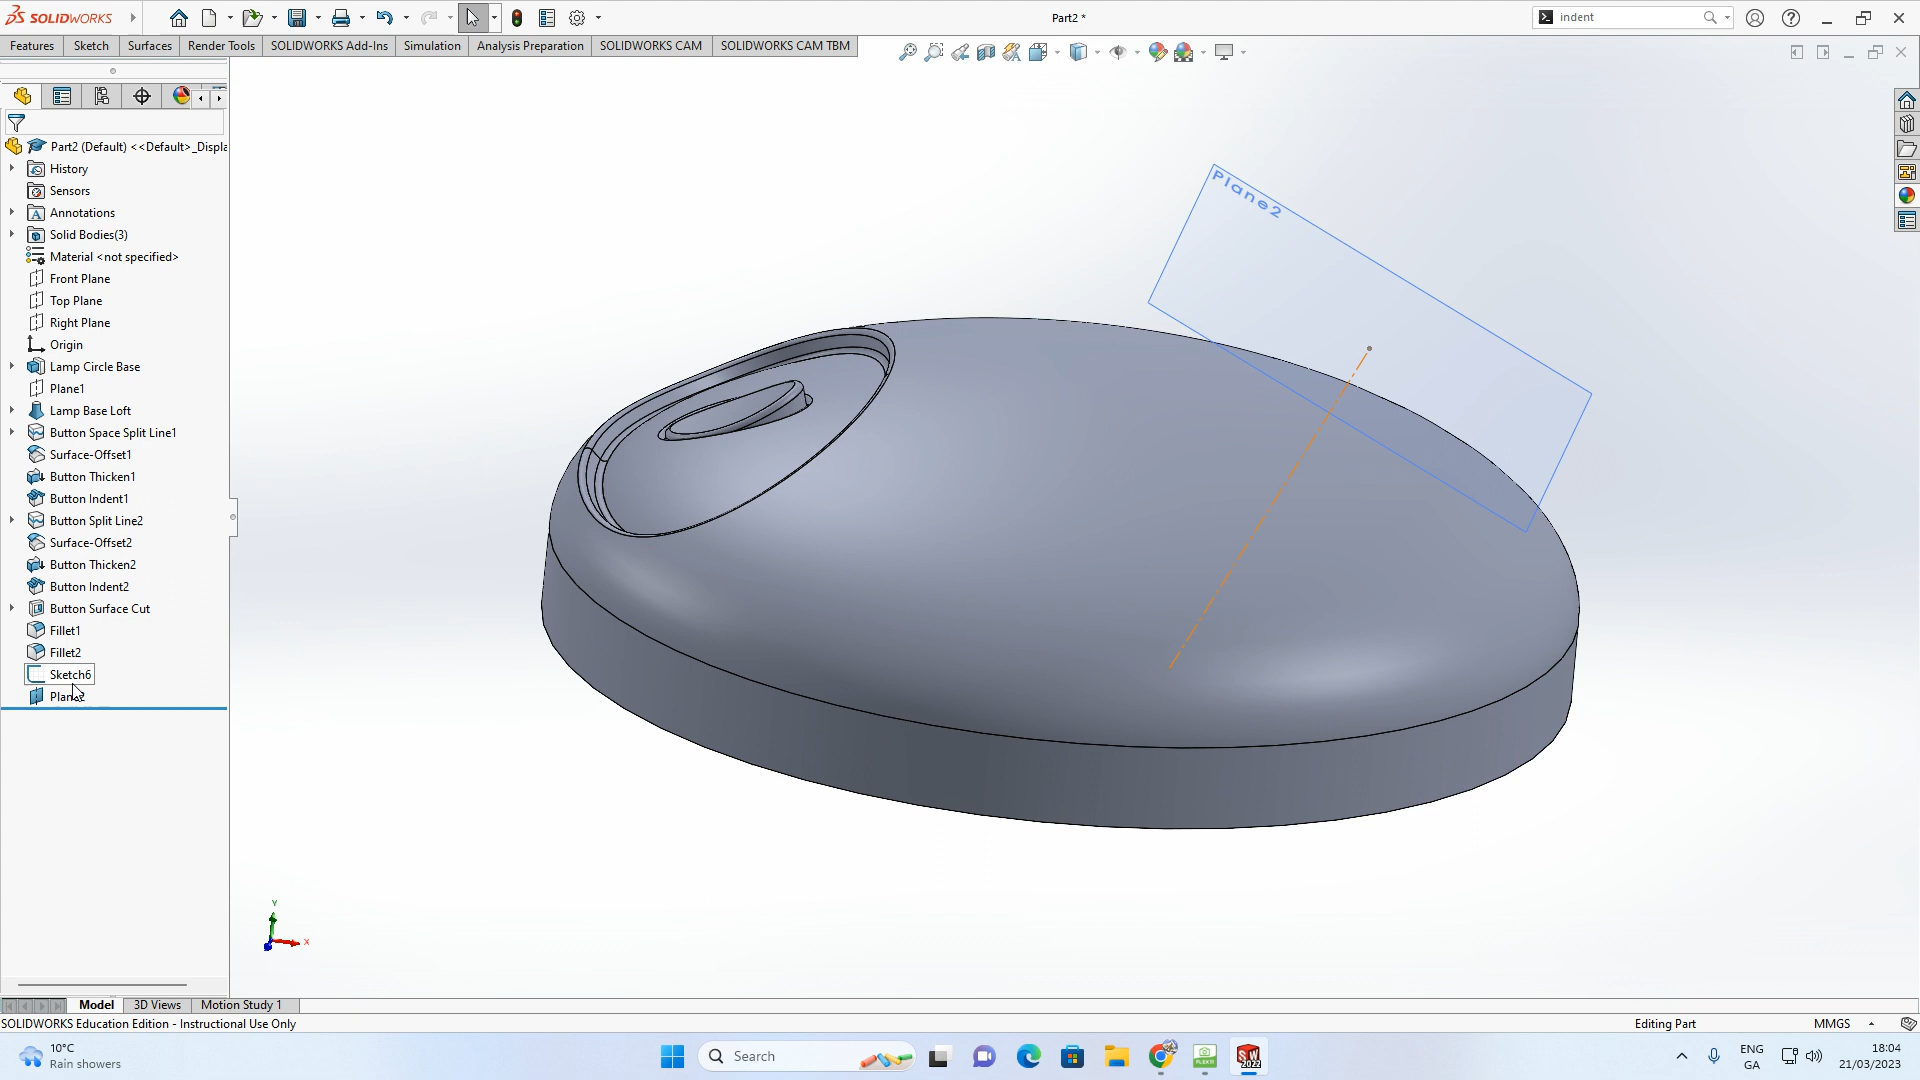 SOLIDWORKS
Part2 *
indent
Features
Sketch
Surfaces
Render Tools
SOLIDWORKS Add-Ins
Simulation
Analysis Preparation
SOLIDWORKS CAM
SOLIDWORKS CAM TBM
Part2 (Default) <<Default>_Displa
History
Sensors
Annotations
Solid Bodies(3)
Material <not specified>
Front Plane
Top Plane
Right Plane
Origin
Lamp Circle Base
Plane1
Lamp Base Loft
Button Space Split Line1
Surface-Offset1
Button Thicken1
Button Indent1
Button Split Line2
Surface-Offset2
Button Thicken2
Button Indent2
Button Surface Cut
Fillet1
Fillet2
Sketch6
Plane2
Plane2
Y
X
Model
3D Views
Motion Study 1
SOLIDWORKS Education Edition - Instructional Use Only
Editing Part
MMGS
10°C
Rain showers
Search
ENG
GA
18:04
21/03/2023